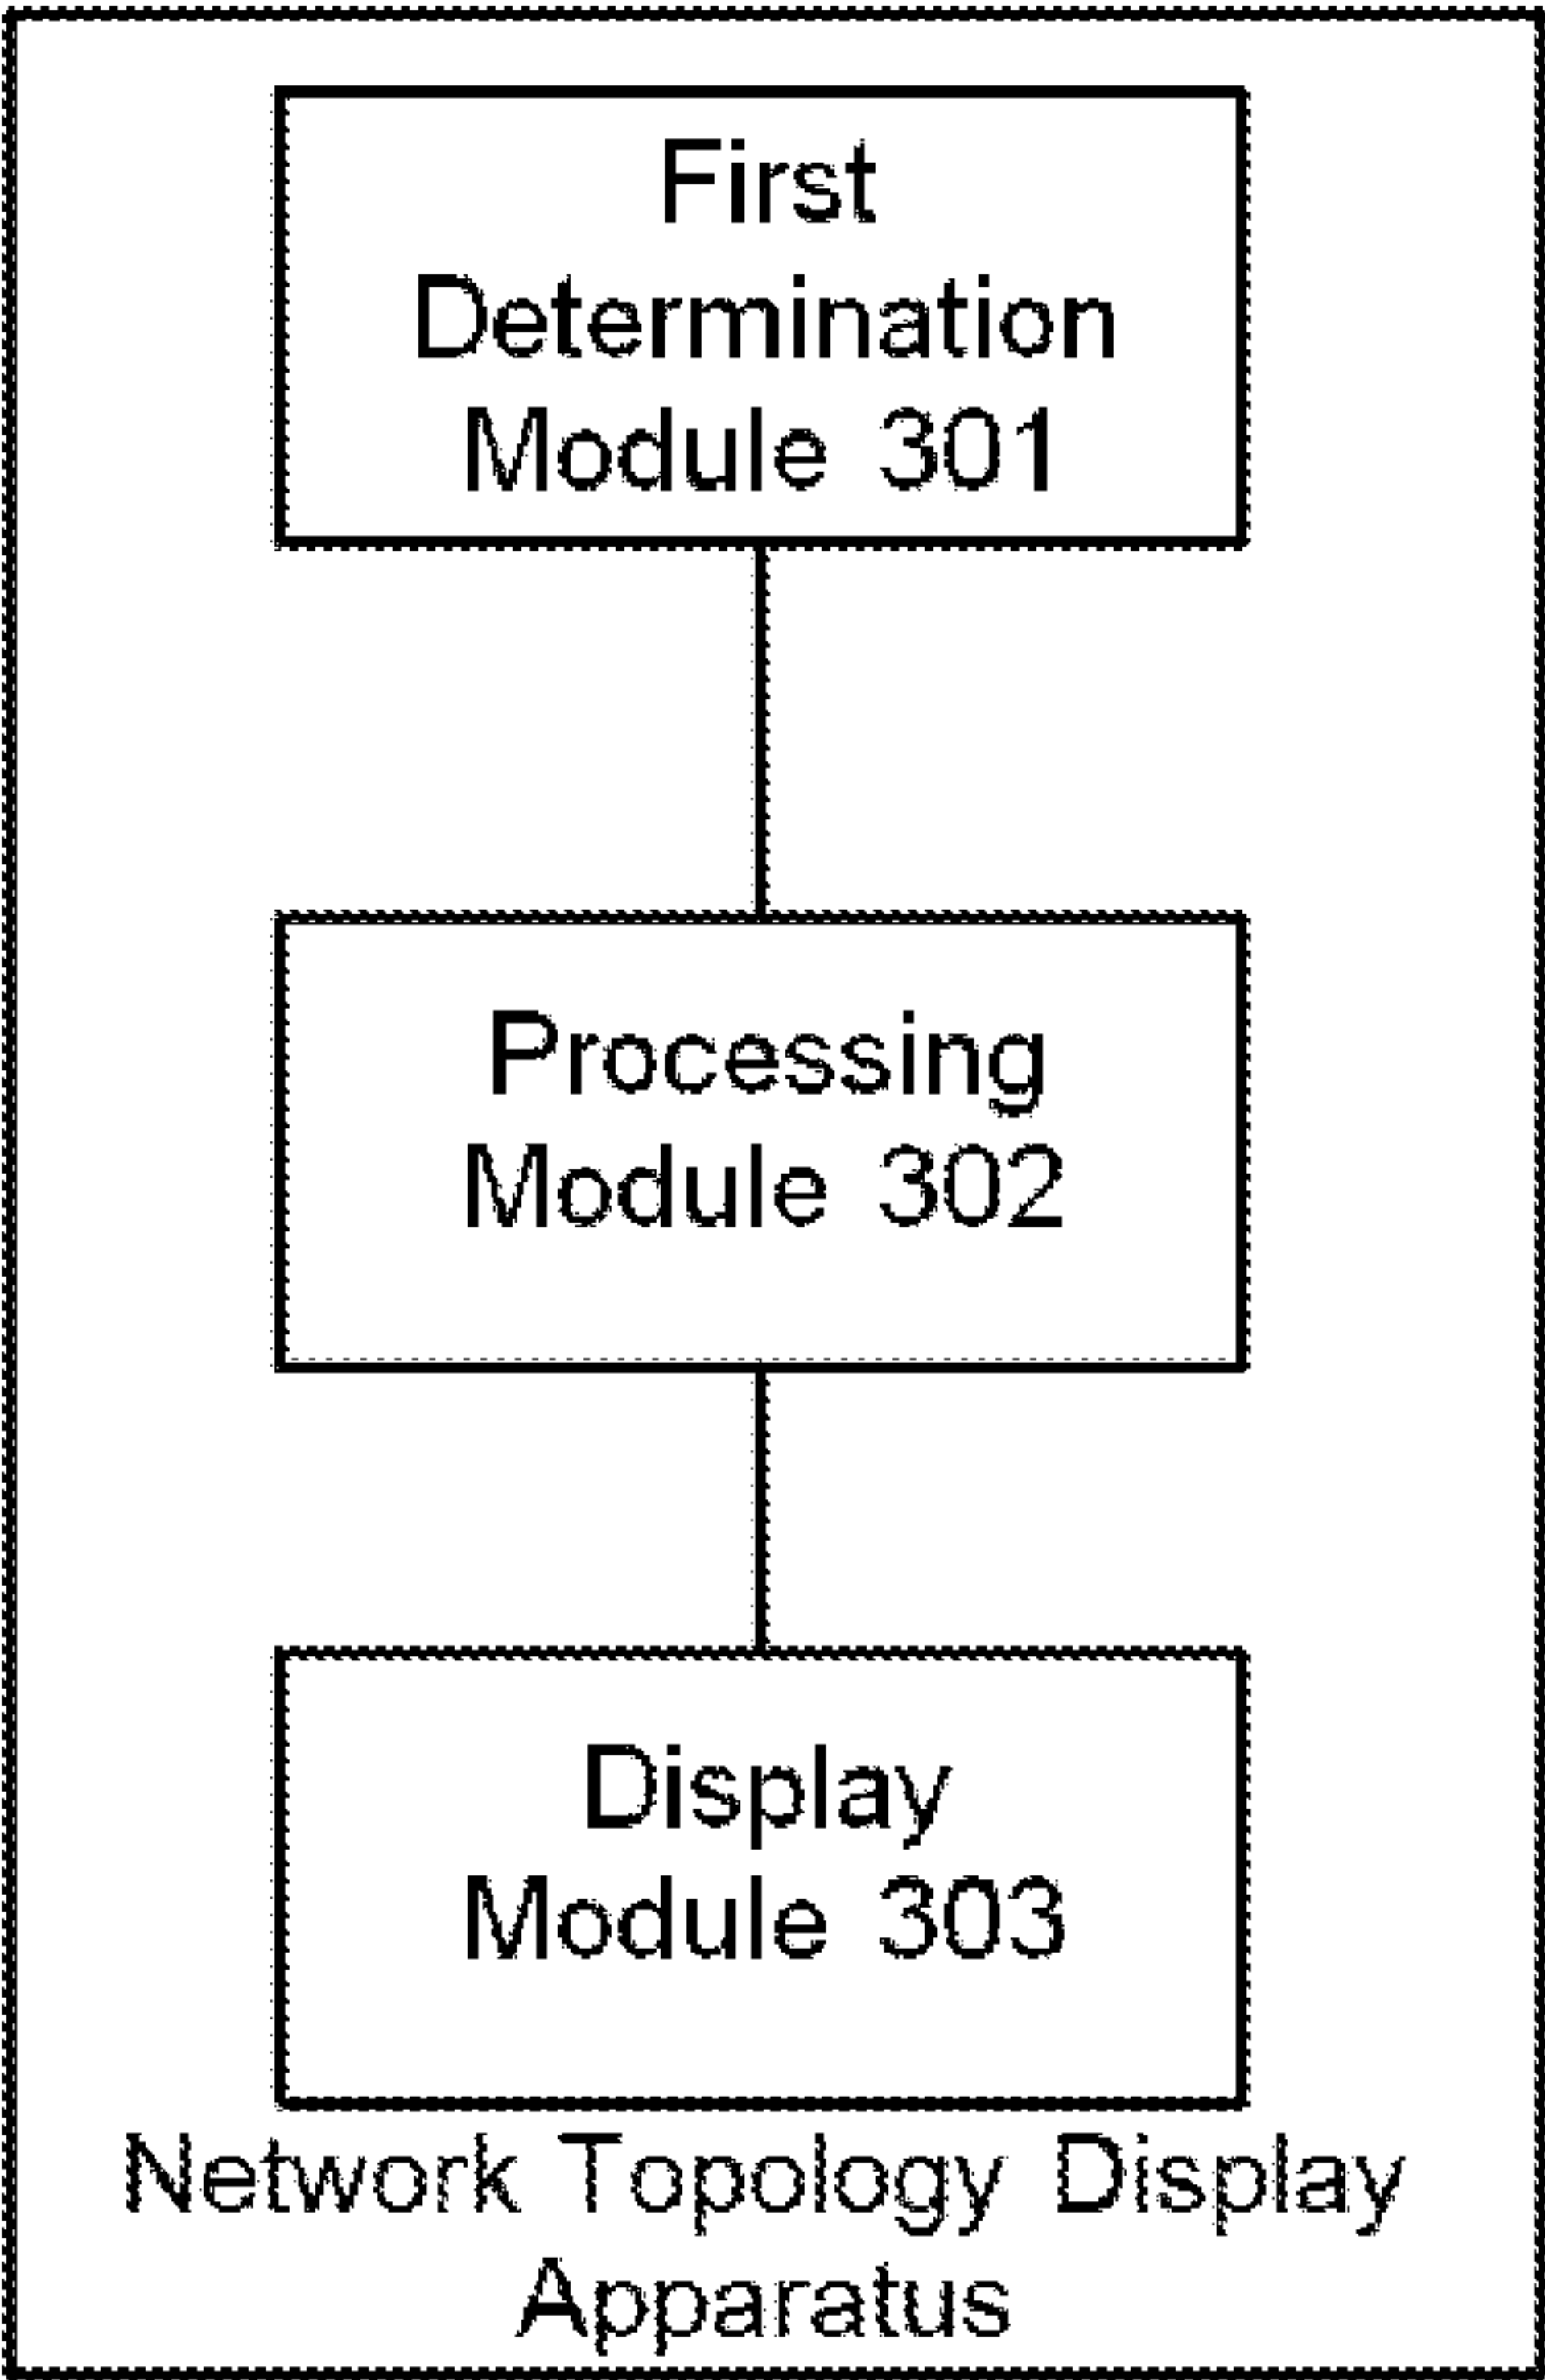 First
Determination
Module 301
Processing
Module 302
Display
Module 303
Network Topology Display
Apparatus